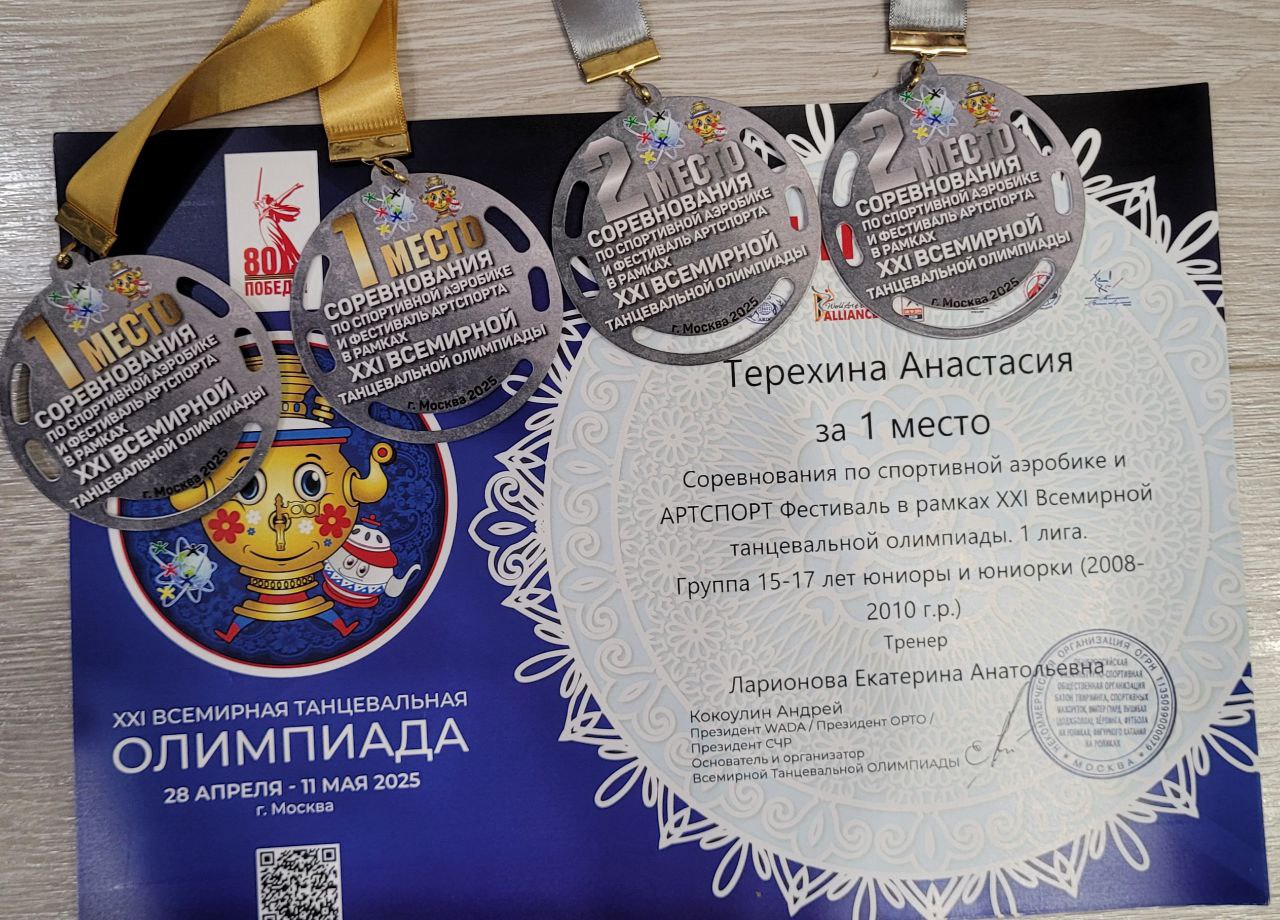 80
ПОБЕД
1 МЕСТО
СОРЕВНОВАНИЯ
ПО СПОРТИВНОЙ АЭРОБИКЕ
И ФЕСТИВАЛЬ АРТСПОРТА
В РАМКАХ
XXI ВСЕМИРНОЙ
ТАНЦЕВАЛЬНОЙ ОЛИМПИАДЫ
г. Москва 2025
1 МЕСТО
СОРЕВНОВАНИЯ
ПО СПОРТИВНОЙ АЭРОБИКЕ
И ФЕСТИВАЛЬ АРТСПОРТА
В РАМКАХ
XXI ВСЕМИРНОЙ
ТАНЦЕВАЛЬНОЙ ОЛИМПИАДЫ
г. Москва 2025
2 МЕСТО
СОРЕВНОВАНИЯ
ПО СПОРТИВНОЙ АЭРОБИКЕ
И ФЕСТИВАЛЬ АРТСПОРТА
В РАМКАХ
XXI ВСЕМИРНОЙ
ТАНЦЕВАЛЬНОЙ ОЛИМПИАДЫ
г. Москва 2025
2 МЕСТО
СОРЕВНОВАНИЯ
ПО СПОРТИВНОЙ АЭРОБИКЕ
И ФЕСТИВАЛЬ АРТСПОРТА
В РАМКАХ
XXI ВСЕМИРНОЙ
ТАНЦЕВАЛЬНОЙ ОЛИМПИАДЫ
г. Москва 2025
ALLIANCE
XXI ВСЕМИРНАЯ ТАНЦЕВАЛЬНАЯ
ОЛИМПИАДА
28 АПРЕЛЯ - 11 МАЯ 2025
г. Москва
Терехина Анастасия
за 1 место
Соревнования по спортивной аэробике и
АРТСПОРТ Фестиваль в рамках XXI Всемирной
танцевальной олимпиады. 1 лига.
Группа 15-17 лет юниоры и юниорки (2008-
2010 г.р.)
Тренер
Ларионова Екатерина Анатольевна
Кокоулин Андрей
Президент WADA / Президент ОРТО /
Президент СЧР
Основатель и организатор
Всемирной Танцевальной ОЛИМПИАДЫ
ОРГАНИЗАЦИЯ ОГРН
МОСКВА